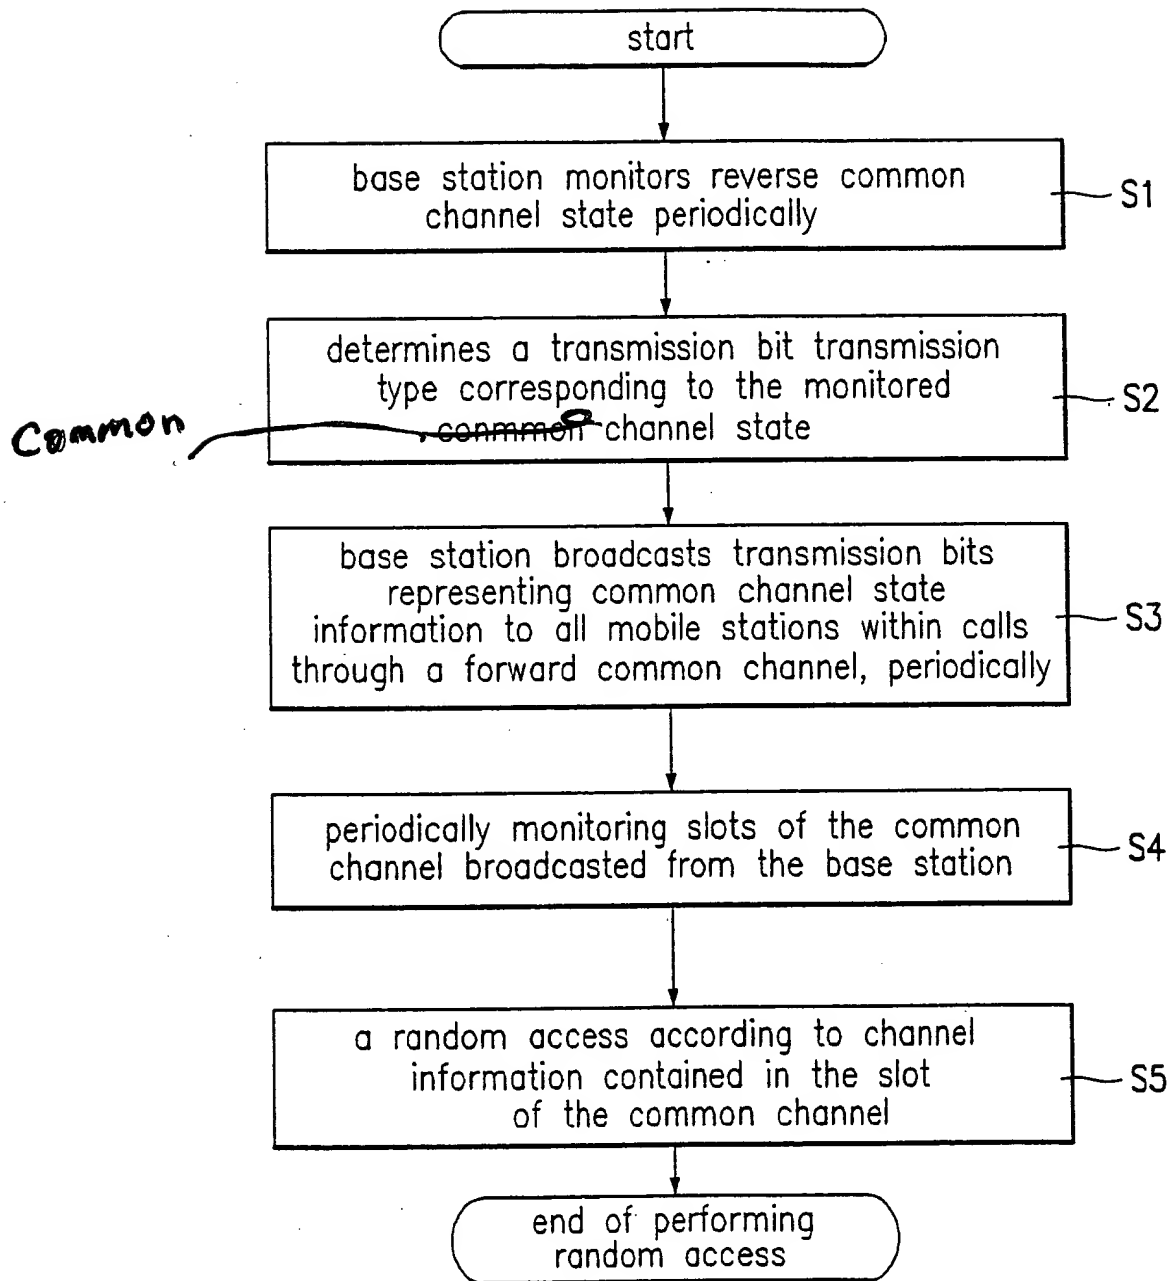 start
base station monitors reverse common
channel state periodically
S1
determines a transmission bit transmission
type corresponding to the monitored
conmmon channel state
S2
Common
base station broadcasts transmission bits
representing common channel state
information to all mobile stations within calls
through a forward common channel, periodically
S3
periodically monitoring slots of the common
channel broadcasted from the base station
S4
a random access according to channel
information contained in the slot
of the common channel
S5
end of performing
random access